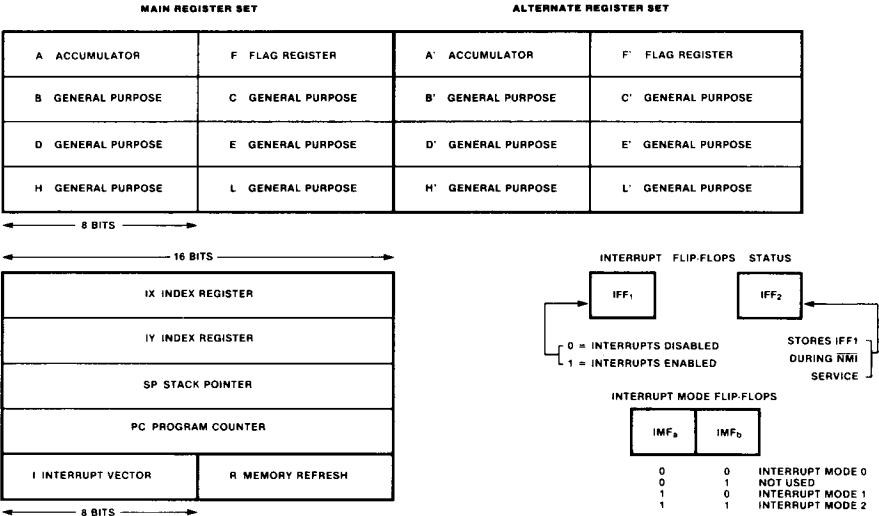 MAIN REGISTER SET
ALTERNATE REGISTER SET
A ACCUMULATOR
F FLAG REGISTER
A' ACCUMULATOR
F' FLAG REGISTER
B GENERAL PURPOSE
C GENERAL PURPOSE
B' GENERAL PURPOSE
C' GENERAL PURPOSE
D GENERAL PURPOSE
E GENERAL PURPOSE
D' GENERAL PURPOSE
E' GENERAL PURPOSE
H GENERAL PURPOSE
L GENERAL PURPOSE
H' GENERAL PURPOSE
L' GENERAL PURPOSE
8 BITS
16 BITS
IX INDEX REGISTER
IY INDEX REGISTER
SP STACK POINTER
PC PROGRAM COUNTER
I INTERRUPT VECTOR
R MEMORY REFRESH
8 BITS
INTERRUPT FLIP-FLOPS STATUS
IFF₁
IFF₂
0 = INTERRUPTS DISABLED
1 = INTERRUPTS ENABLED
STORES IFF1
DURING N̅M̅I̅
SERVICE
INTERRUPT MODE FLIP-FLOPS
IMFₐ
IMF_b
0 0 INTERRUPT MODE 0
0 1 NOT USED
1 0 INTERRUPT MODE 1
1 1 INTERRUPT MODE 2